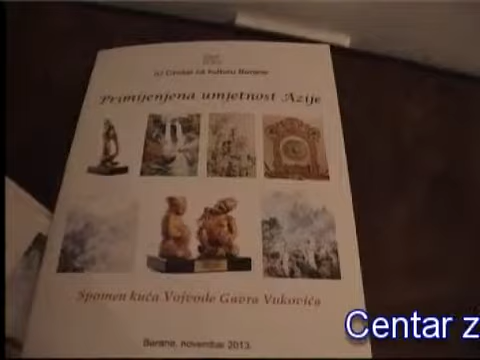 JU Centar za kulturu Berane
Primijenjena umjetnost Azije
Spomen kuća Vojvode Gavra Vukovića
Berane, novembar 2013.
Centar z